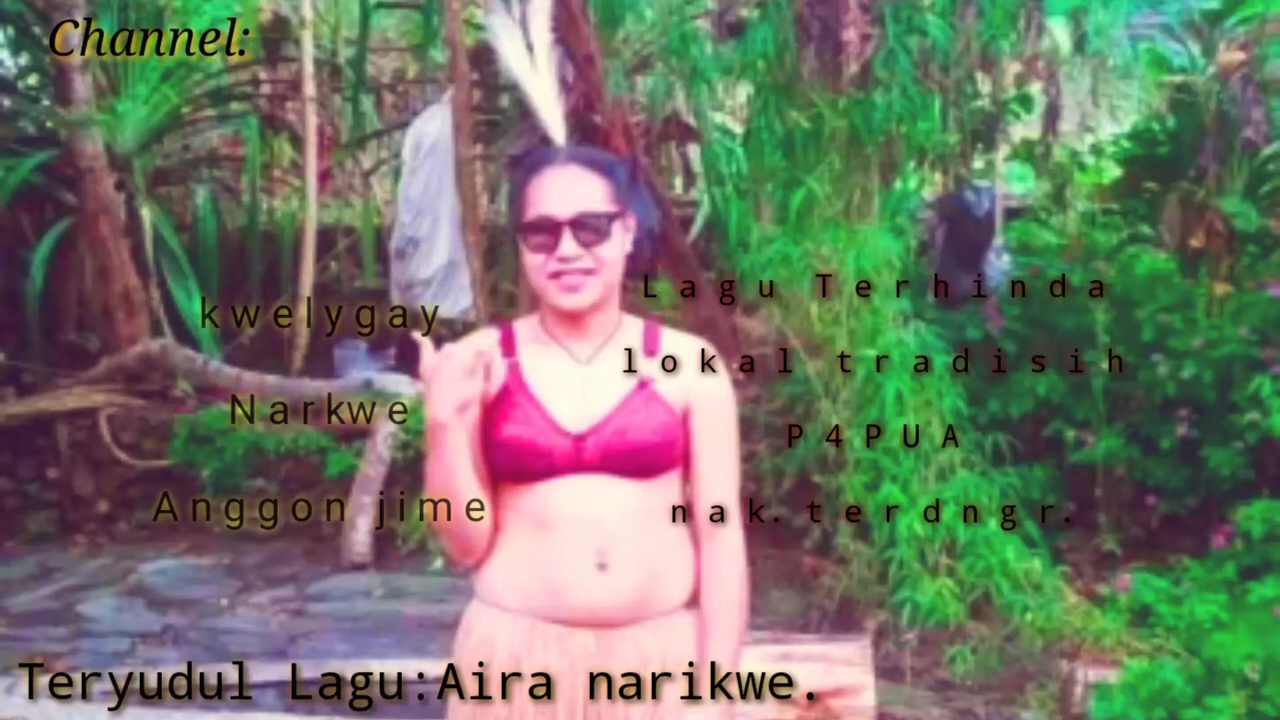 Channel:
kwelygay
Narkwe
Anggon jime
Lagu Terhinda
lokal tradisih
P4PUA
nak.terdngr.
Teryudul Lagu:Aira narikwe.